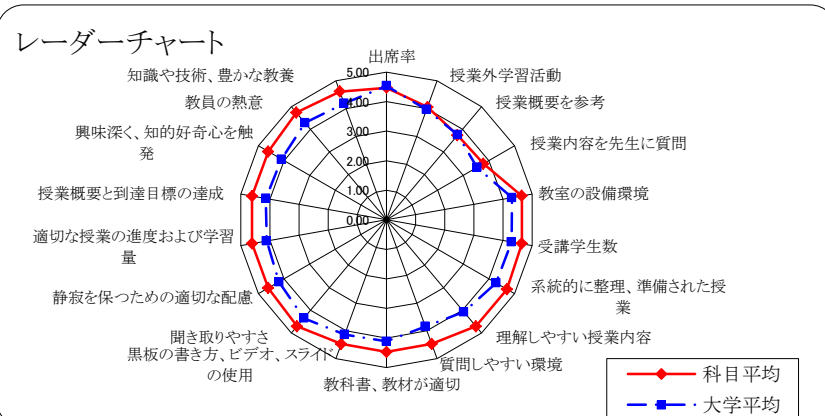 レーダーチャート
出席率
授業外学習活動
授業概要を参考
授業内容を先生に質問
教室の設備環境
受講学生数
系統的に整理、準備された授
業
理解しやすい授業内容
質問しやすい環境
教科書、教材が適切
黒板の書き方、ビデオ、スライド
の使用
聞き取りやすさ
静寂を保つための適切な配慮
適切な授業の進度および学習
量
授業概要と到達目標の達成
興味深く、知的好奇心を触
発
教員の熱意
知識や技術、豊かな教養
5.00
4.00
3.00
2.00
1.00
0.00
科目平均
大学平均